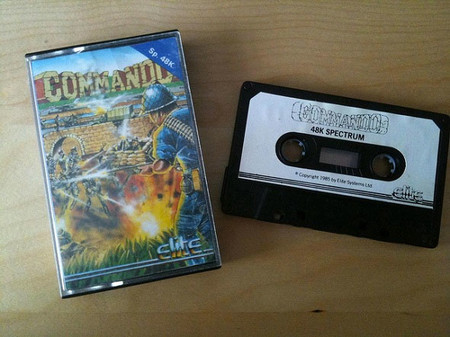 Sp. 48K
COMMANDO
elite
COMMANDO
48K SPECTRUM
© Copyright 1985 by Elite Systems Ltd
elite